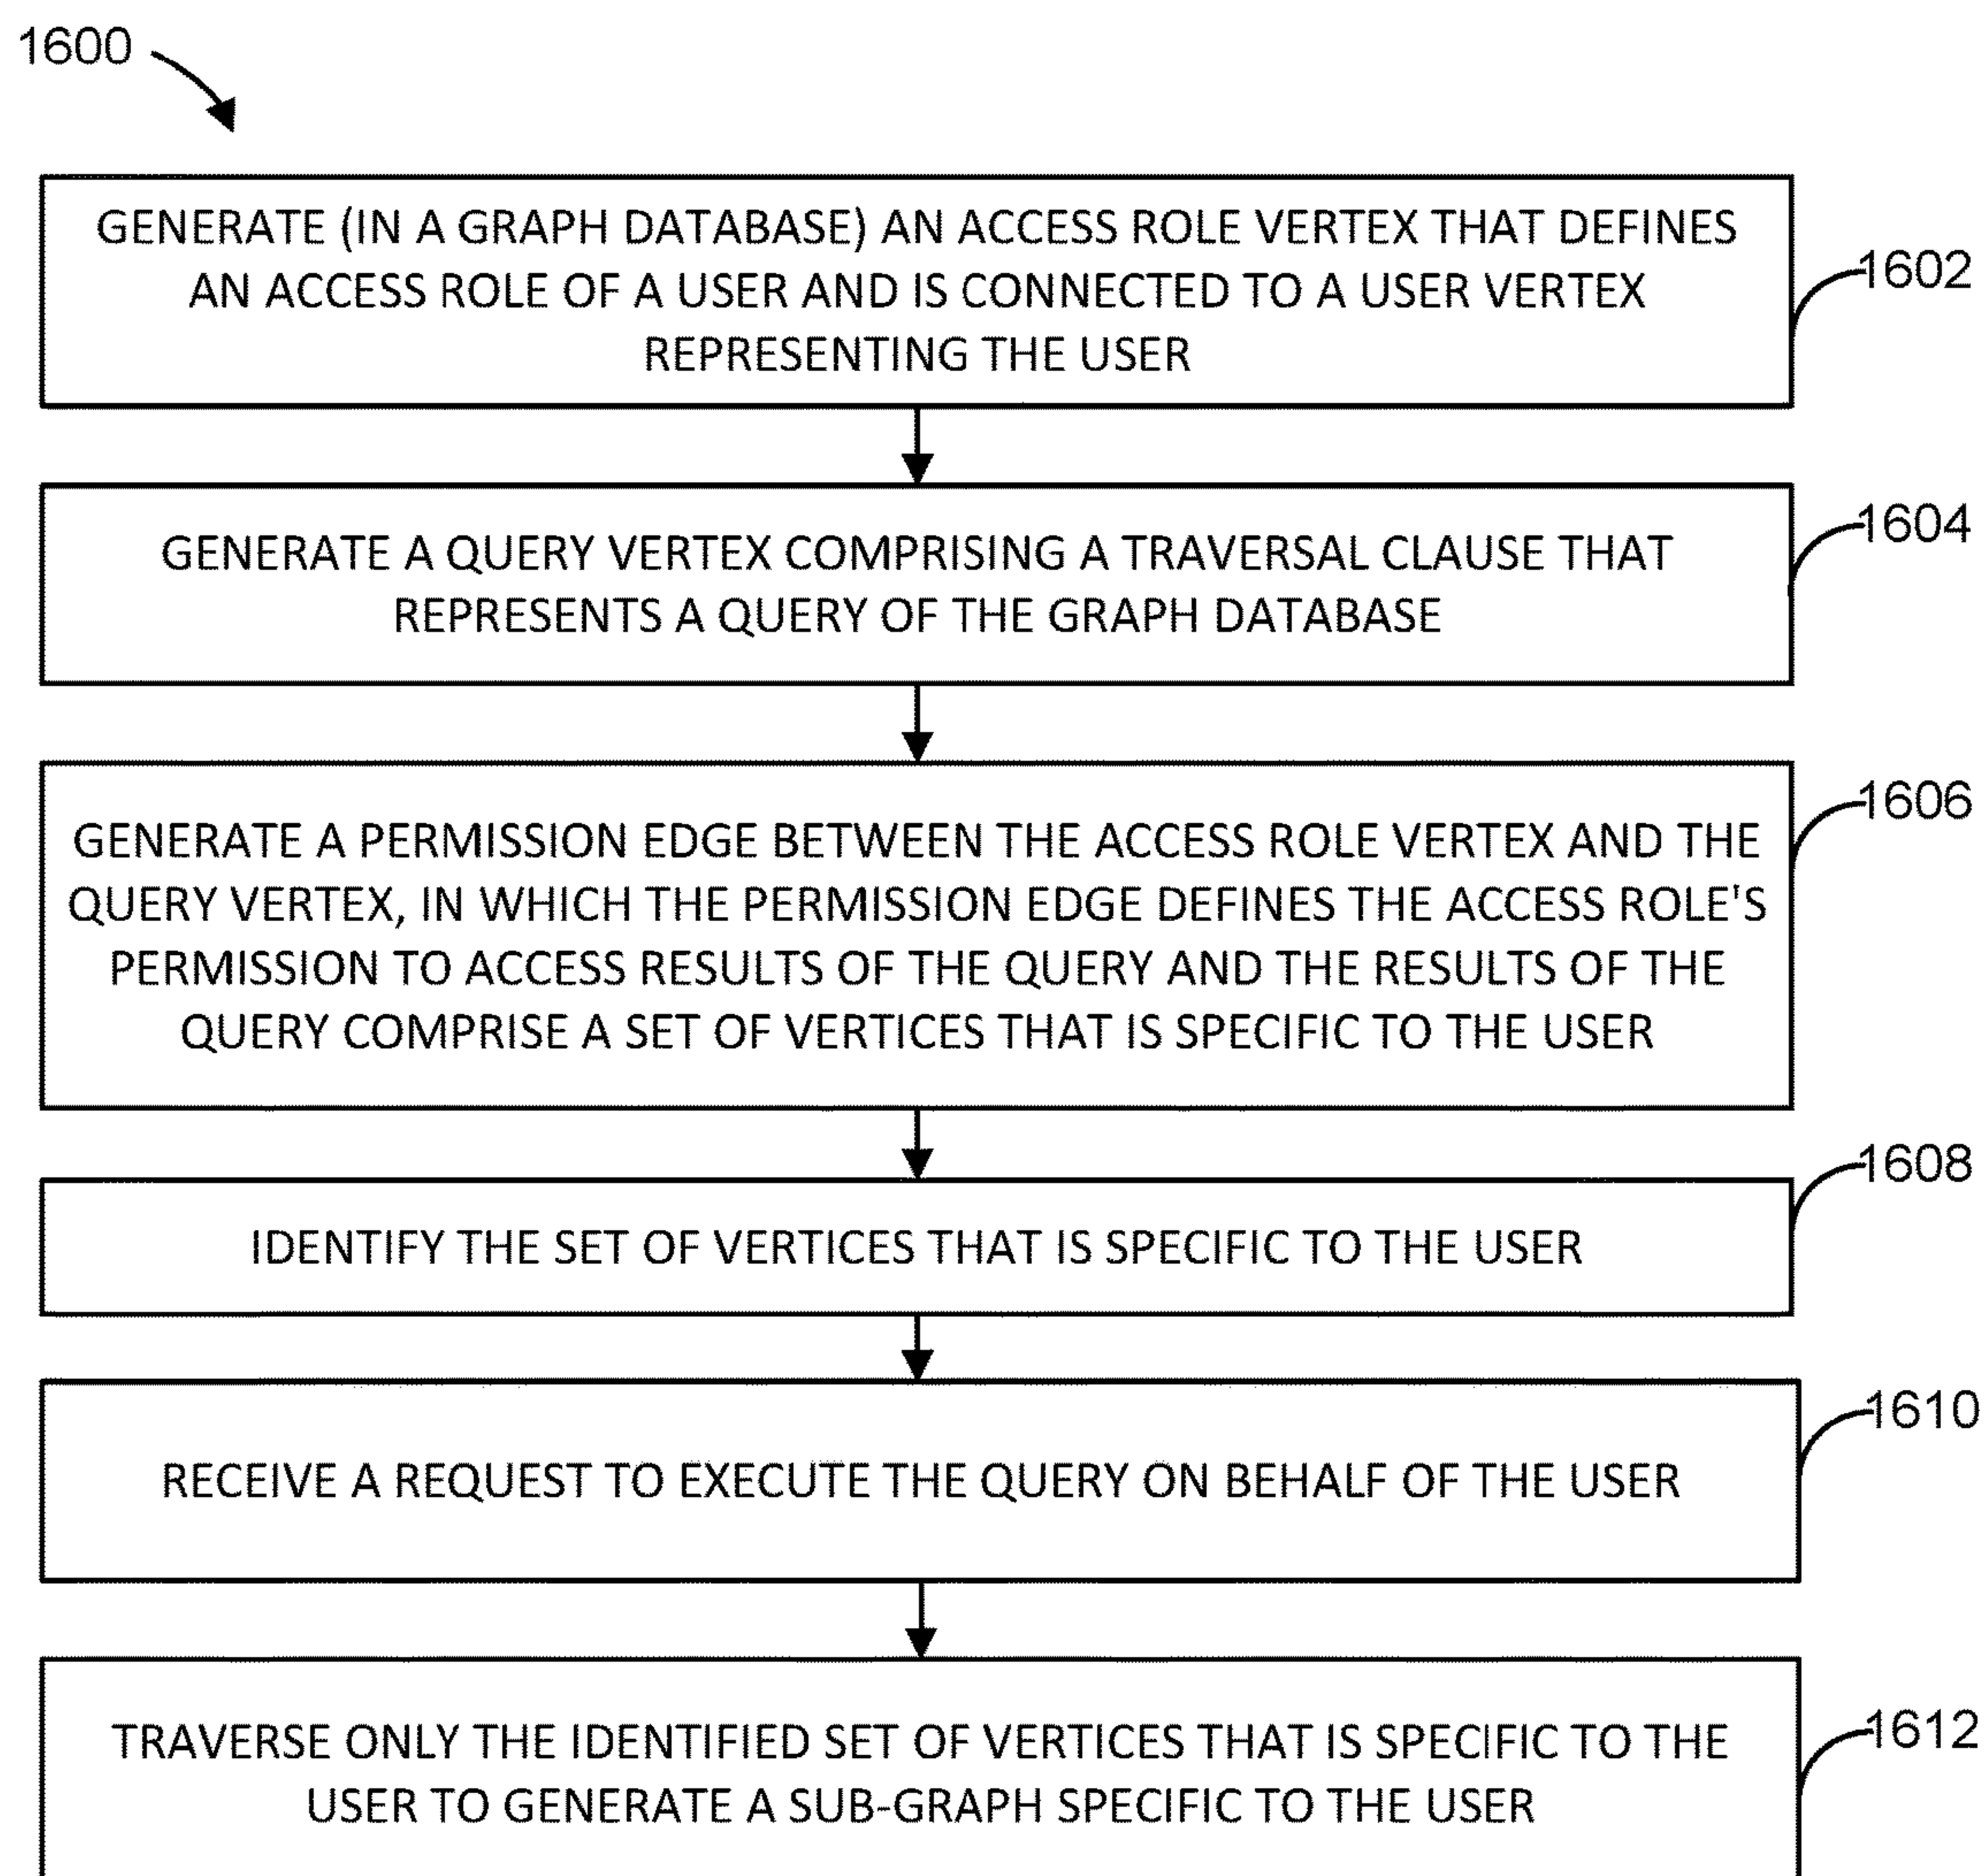 1600
GENERATE (IN A GRAPH DATABASE) AN ACCESS ROLE VERTEX THAT DEFINES
AN ACCESS ROLE OF A USER AND IS CONNECTED TO A USER VERTEX
REPRESENTING THE USER
1602
GENERATE A QUERY VERTEX COMPRISING A TRAVERSAL CLAUSE THAT
REPRESENTS A QUERY OF THE GRAPH DATABASE
1604
GENERATE A PERMISSION EDGE BETWEEN THE ACCESS ROLE VERTEX AND THE
QUERY VERTEX, IN WHICH THE PERMISSION EDGE DEFINES THE ACCESS ROLE'S
PERMISSION TO ACCESS RESULTS OF THE QUERY AND THE RESULTS OF THE
QUERY COMPRISE A SET OF VERTICES THAT IS SPECIFIC TO THE USER
1606
IDENTIFY THE SET OF VERTICES THAT IS SPECIFIC TO THE USER
1608
RECEIVE A REQUEST TO EXECUTE THE QUERY ON BEHALF OF THE USER
1610
TRAVERSE ONLY THE IDENTIFIED SET OF VERTICES THAT IS SPECIFIC TO THE
USER TO GENERATE A SUB-GRAPH SPECIFIC TO THE USER
1612